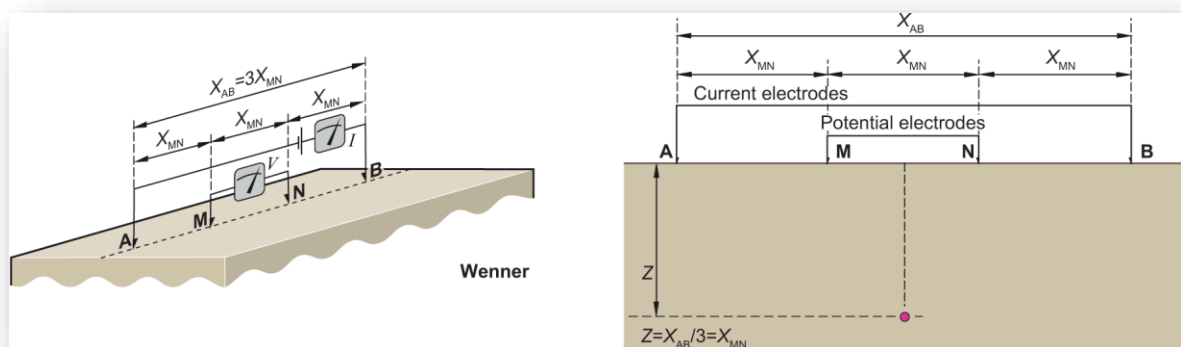 X_AB=3X_MN
X_MN
X_MN
X_MN
I
V
B
N
M
A
Wenner
X_AB
X_MN X_MN X_MN
Current electrodes
Potential electrodes
A M N B
Z
Z=X_AB/3=X_MN